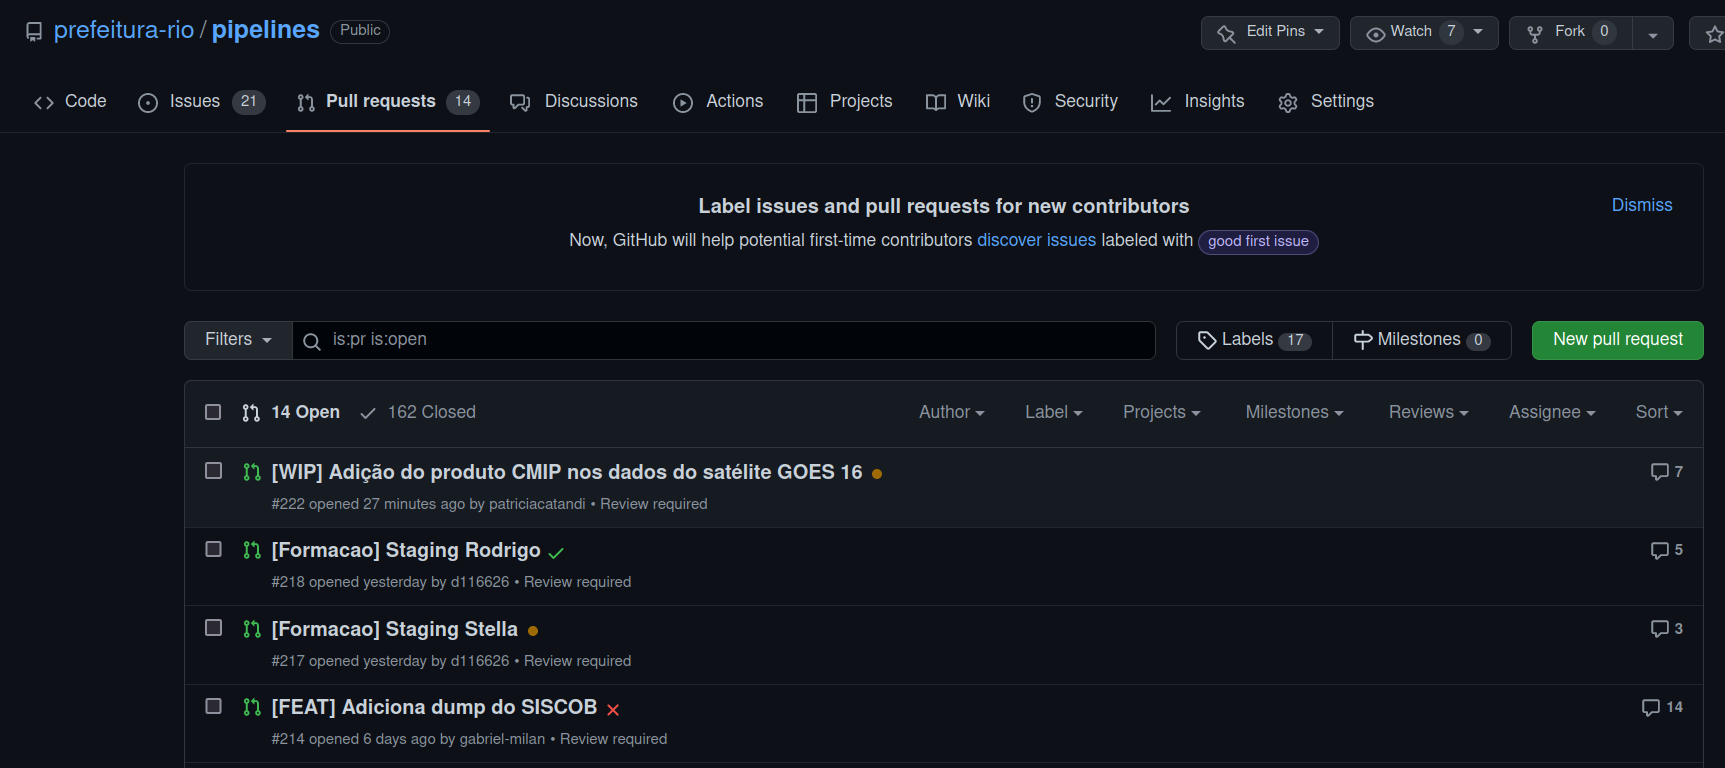 prefeitura-rio / pipelines Public
Edit Pins Watch 7 Fork 0
Code Issues 21 Pull requests 14 Discussions Actions Projects Wiki Security Insights Settings
Label issues and pull requests for new contributors
Dismiss
Now, GitHub will help potential first-time contributors discover issues labeled with good first issue
Filters is:pr is:open Labels 17 Milestones 0 New pull request
14 Open 162 Closed Author Label Projects Milestones Reviews Assignee Sort
[WIP] Adição do produto CMIP nos dados do satélite GOES 16 7
#222 opened 27 minutes ago by patriciacatandi • Review required
[Formacao] Staging Rodrigo 5
#218 opened yesterday by d116626 • Review required
[Formacao] Staging Stella 3
#217 opened yesterday by d116626 • Review required
[FEAT] Adiciona dump do SISCOB 14
#214 opened 6 days ago by gabriel-milan • Review required